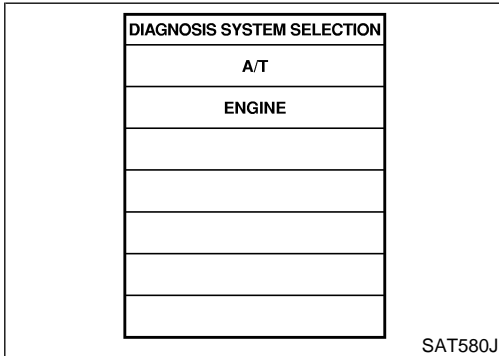 DIAGNOSIS SYSTEM SELECTION
A/T
ENGINE
SAT580J